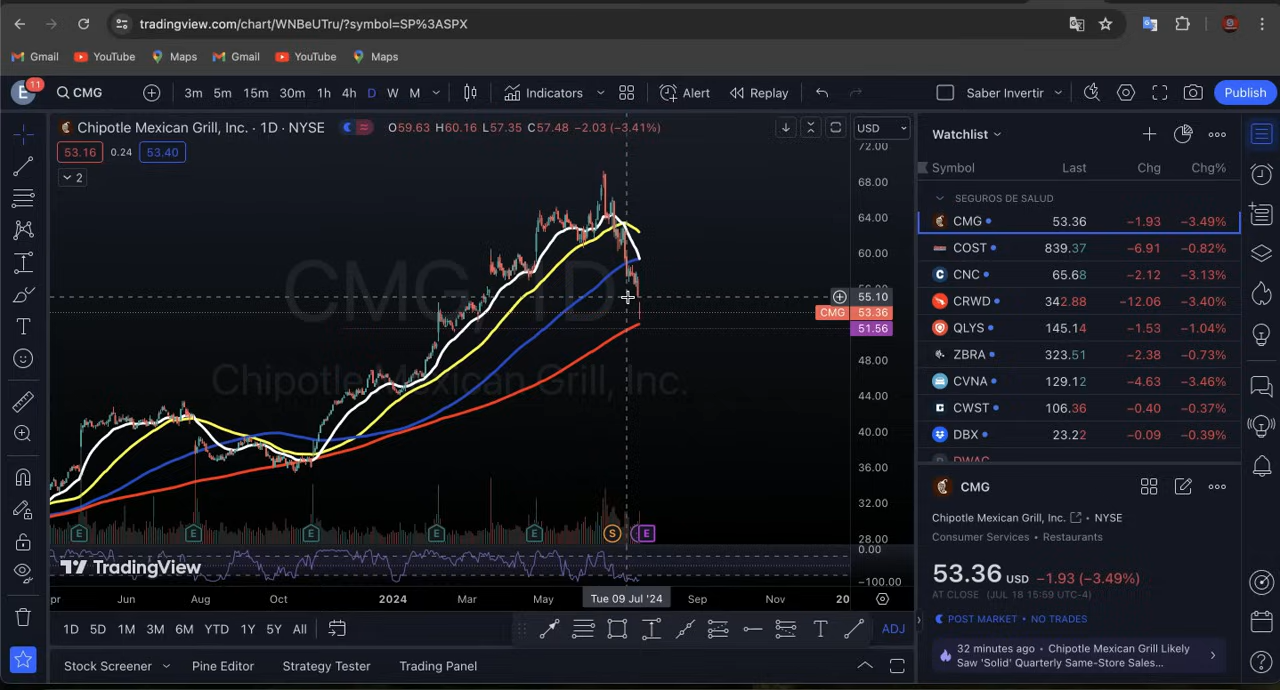 tradingview.com/chart/WNBeUTru/?symbol=SP%3ASPX
Gmail YouTube Maps Gmail YouTube Maps
E 11 CMG 3m 5m 15m 30m 1h 4h D W M Indicators Alert Replay Saber Invertir Publish
Chipotle Mexican Grill, Inc. · 1D · NYSE O59.63 H60.16 L57.35 C57.48 −2.03 (−3.41%) USD
53.16 0.24 53.40
2
72.00
68.00
64.00
60.00
55.10
CMG 53.36
51.56
48.00
44.00
40.00
36.00
32.00
28.00
0.00
−100.00
CMG, 1D
Chipotle Mexican Grill, Inc.
E E E E E S E
TradingView
Jun Aug Oct 2024 Mar May Tue 09 Jul '24 Sep Nov 20
1D 5D 1M 3M 6M YTD 1Y 5Y All ADJ
Stock Screener Pine Editor Strategy Tester Trading Panel
Watchlist
Symbol Last Chg Chg%
SEGUROS DE SALUD
CMG 53.36 −1.93 −3.49%
COST 839.37 −6.91 −0.82%
CNC 65.68 −2.12 −3.13%
CRWD 342.88 −12.06 −3.40%
QLYS 145.14 −1.53 −1.04%
ZBRA 323.51 −2.38 −0.73%
CVNA 129.12 −4.63 −3.46%
CWST 106.36 −0.40 −0.37%
DBX 23.22 −0.09 −0.39%
DWAC
CMG
Chipotle Mexican Grill, Inc. • NYSE
Consumer Services • Restaurants
53.36 USD −1.93 (−3.49%)
AT CLOSE (JUL 18 15:59 UTC-4)
POST MARKET • NO TRADES
32 minutes ago • Chipotle Mexican Grill Likely
Saw 'Solid' Quarterly Same-Store Sales...